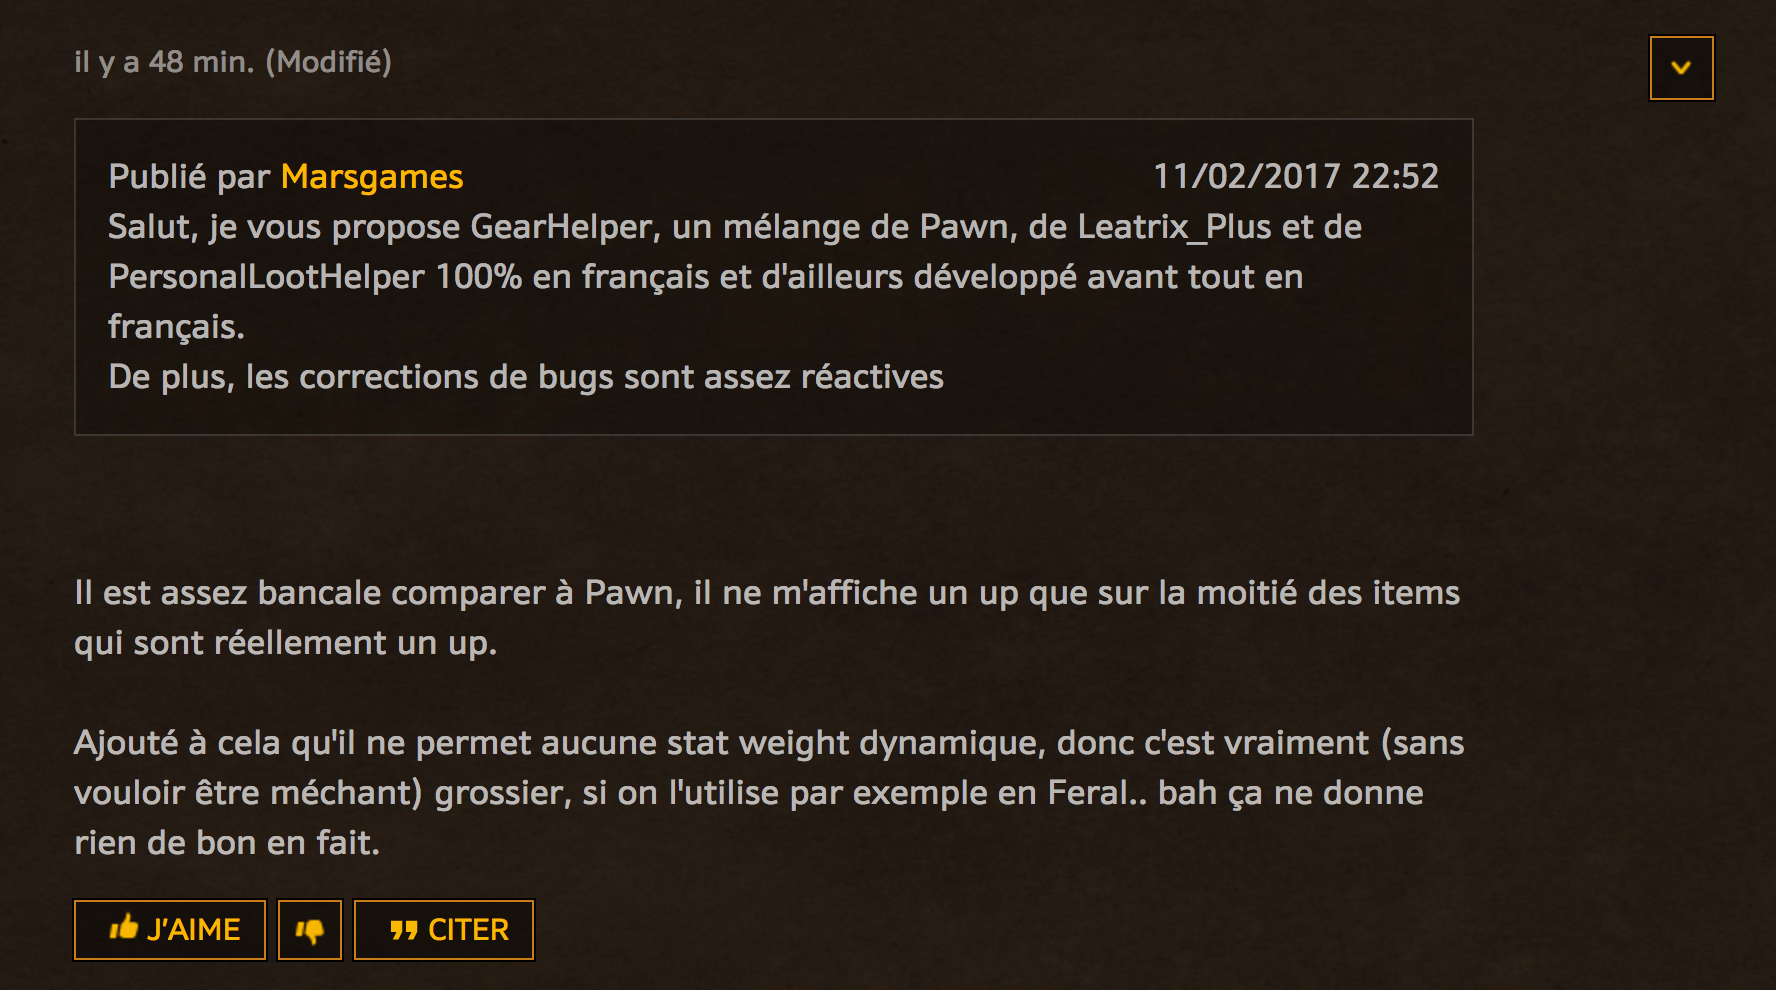 il y a 48 min. (Modifié)
Publié par Marsgames 11/02/2017 22:52
Salut, je vous propose GearHelper, un mélange de Pawn, de Leatrix_Plus et de
PersonalLootHelper 100% en français et d'ailleurs développé avant tout en
français.
De plus, les corrections de bugs sont assez réactives
Il est assez bancale comparer à Pawn, il ne m'affiche un up que sur la moitié des items
qui sont réellement un up.
Ajouté à cela qu'il ne permet aucune stat weight dynamique, donc c'est vraiment (sans
vouloir être méchant) grossier, si on l'utilise par exemple en Feral.. bah ça ne donne
rien de bon en fait.
J'AIME CITER